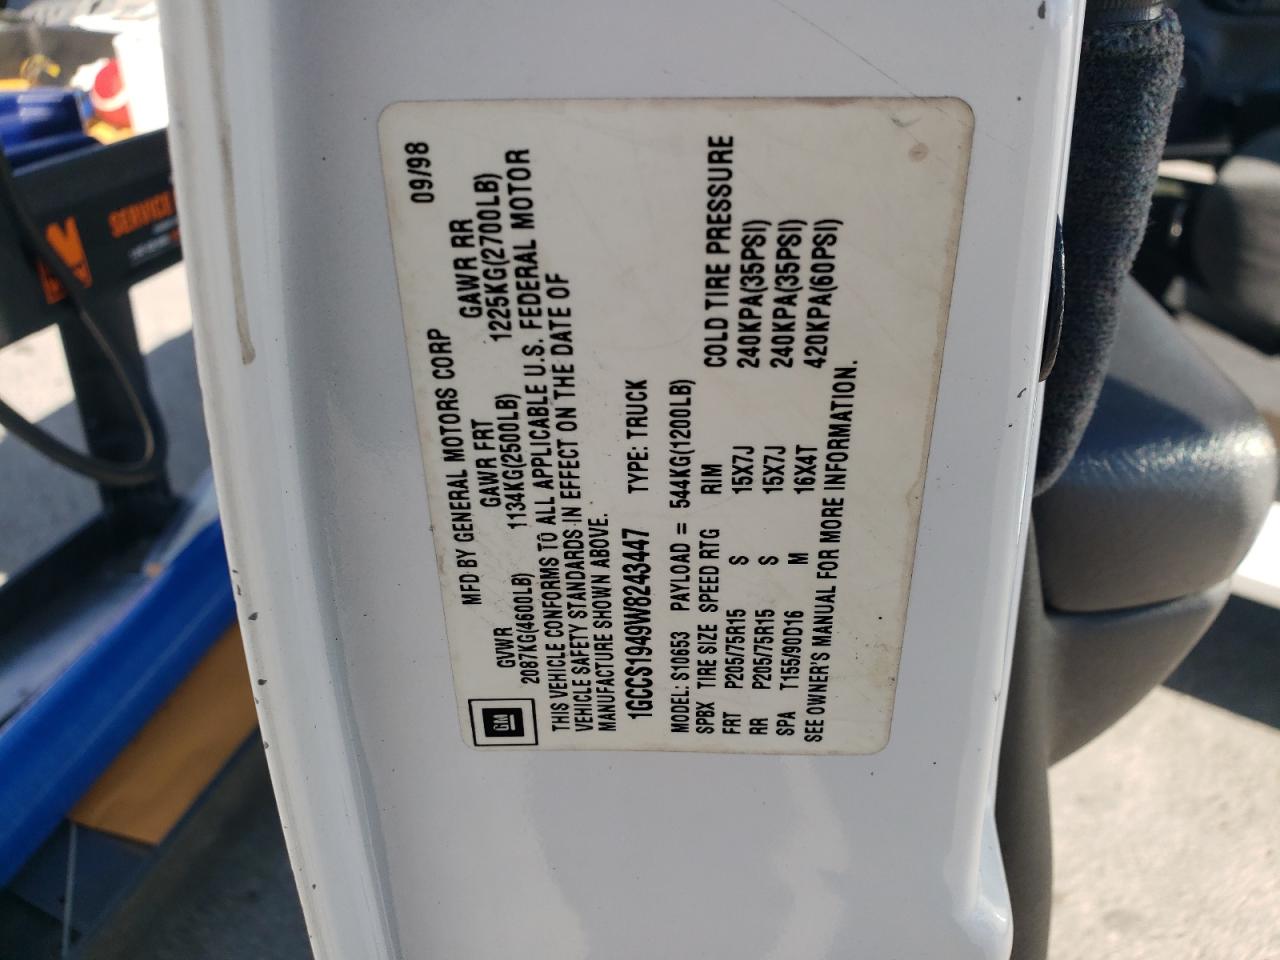 MFD BY GENERAL MOTORS CORP 09/98
GVWR GAWR FRT GAWR RR
2087KG(4600LB) 1134KG(2500LB) 1225KG(2700LB)
THIS VEHICLE CONFORMS TO ALL APPLICABLE U.S. FEDERAL MOTOR
VEHICLE SAFETY STANDARDS IN EFFECT ON THE DATE OF
MANUFACTURE SHOWN ABOVE.
1GCCS1949W8243447 TYPE: TRUCK
MODEL: S10653 PAYLOAD = 544KG(1200LB)
SPBX TIRE SIZE SPEED RTG RIM COLD TIRE PRESSURE
FRT P205/75R15 S 15X7J 240KPA(35PSI)
RR P205/75R15 S 15X7J 240KPA(35PSI)
SPA T155/90D16 M 16X4T 420KPA(60PSI)
SEE OWNER'S MANUAL FOR MORE INFORMATION.
GM
SERVICE